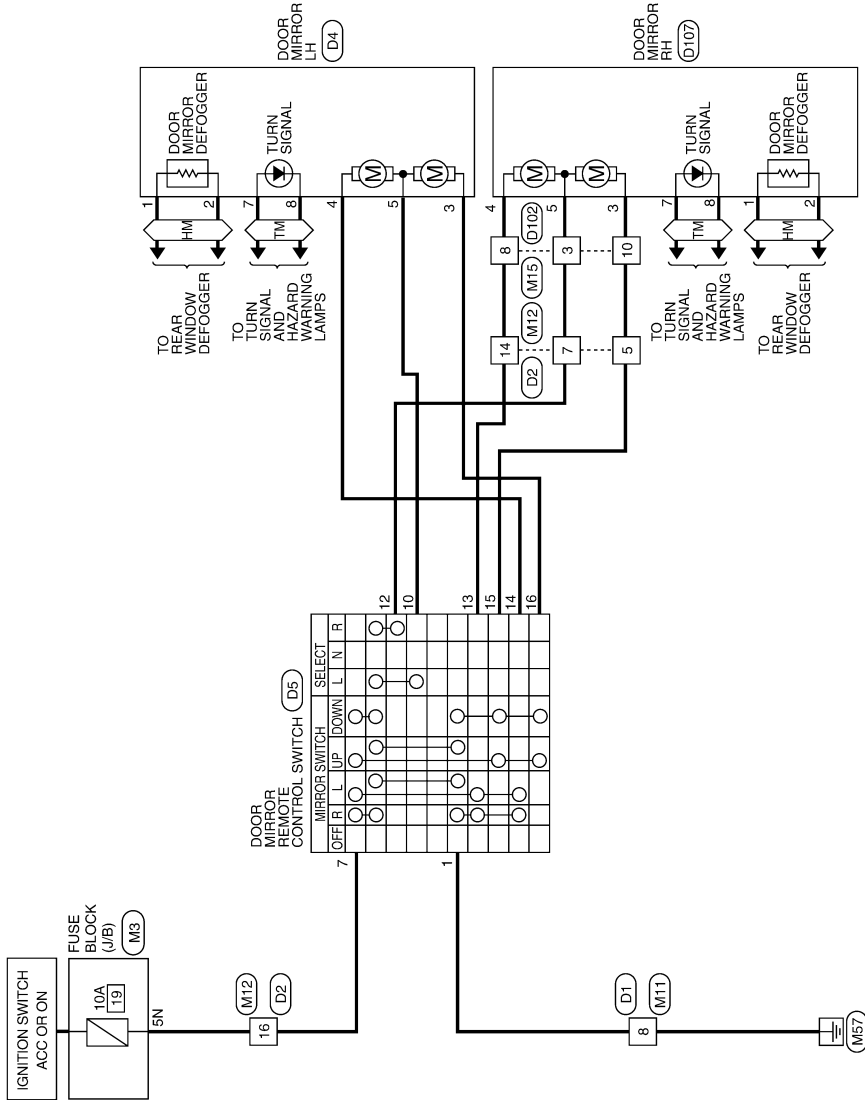 IGNITION SWITCH
ACC OR ON
FUSE
BLOCK
(J/B)
M3
10A
19
5N
M12
16
D2
7
DOOR
MIRROR
REMOTE
CONTROL SWITCH
D5
MIRROR SWITCH
SELECT
OFF
R
L
UP
DOWN
L
N
R
12
10
13
15
14
16
1
D1
8
M11
M57
DOOR
MIRROR
LH
D4
DOOR
MIRROR
DEFOGGER
TURN
SIGNAL
M
M
1
2
7
8
4
5
3
HM
TM
TO
REAR
WINDOW
DEFOGGER
TO
TURN
SIGNAL
AND
HAZARD
WARNING
LAMPS
DOOR
MIRROR
RH
D107
M
M
TURN
SIGNAL
DOOR
MIRROR
DEFOGGER
4
5
3
7
8
1
2
8
D102
M15
3
10
14
M12
D2
7
5
TM
HM
TO
TURN
SIGNAL
AND
HAZARD
WARNING
LAMPS
TO
REAR
WINDOW
DEFOGGER